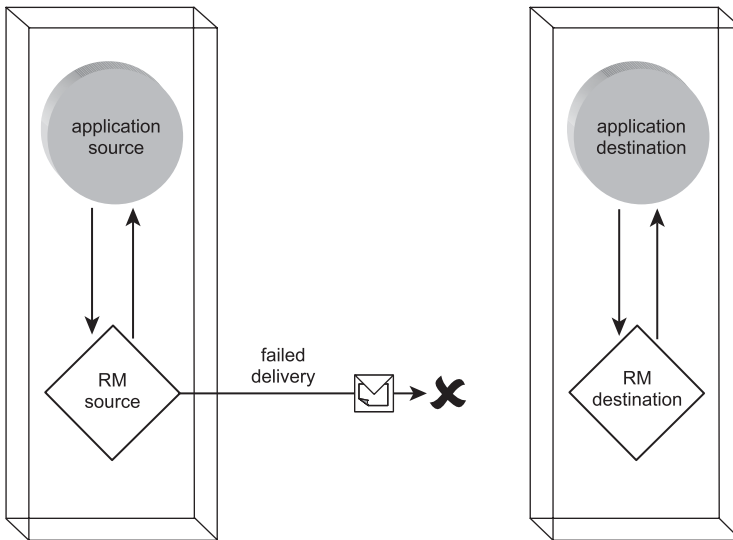 application
source
application
destination
failed
delivery
RM
source
RM
destination